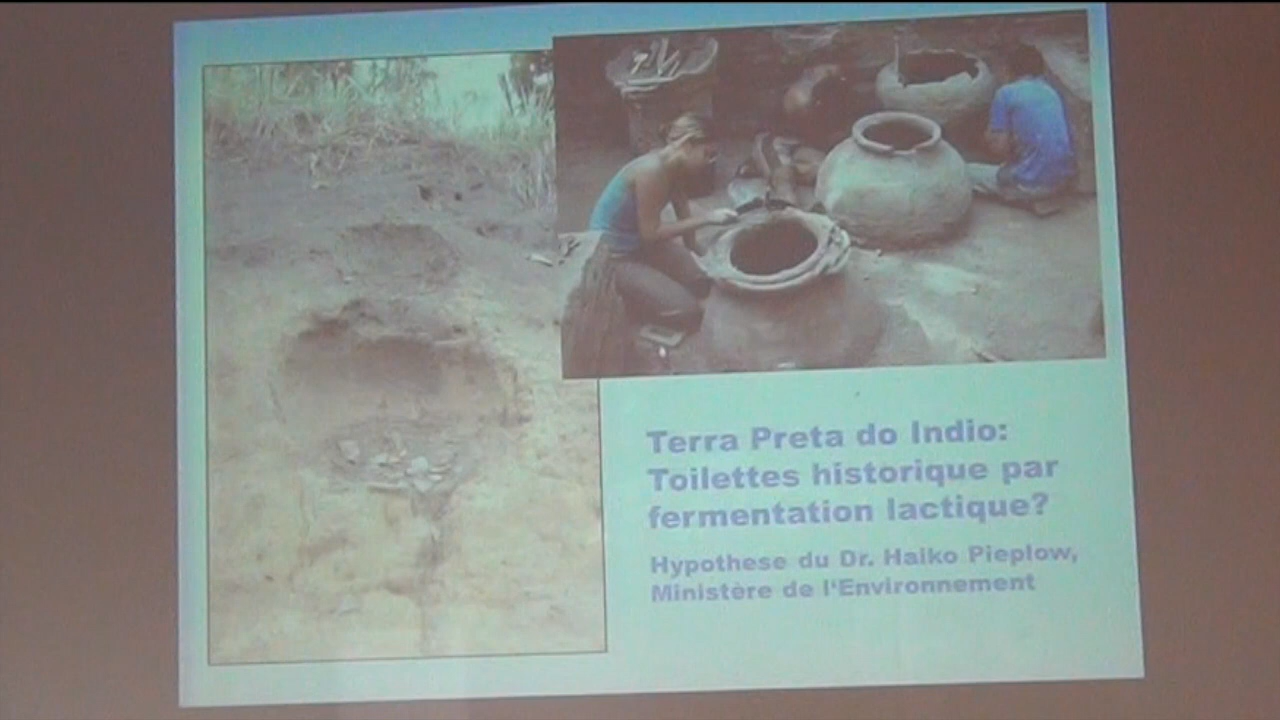 Terra Preta do Indio:
Toilettes historique par
fermentation lactique?
Hypothese du Dr. Haiko Pieplow,
Ministère de l'Environnement